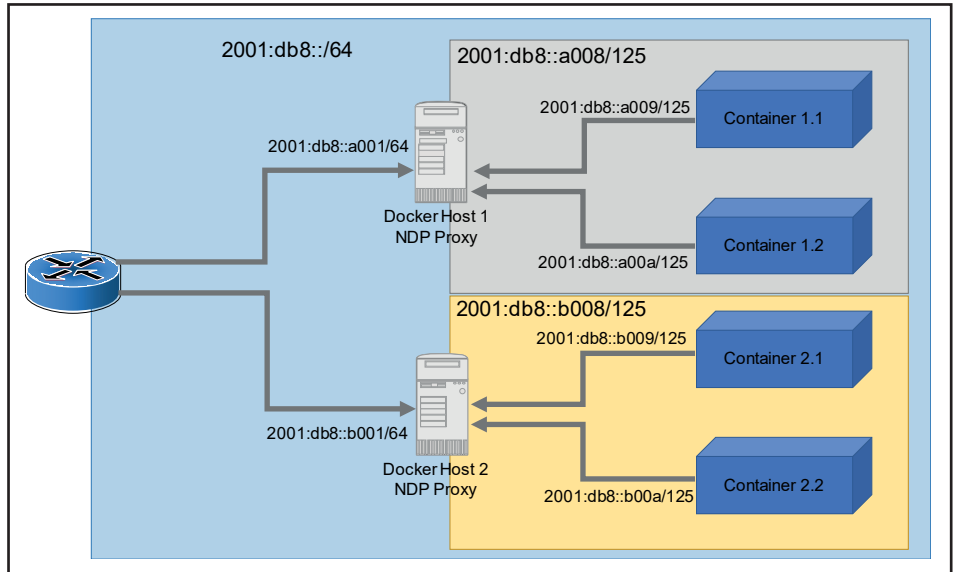 2001:db8::/64
2001:db8::a008/125
2001:db8::a009/125
Container 1.1
2001:db8::a001/64
Docker Host 1
NDP Proxy
Container 1.2
2001:db8::a00a/125
2001:db8::b008/125
2001:db8::b009/125
Container 2.1
2001:db8::b001/64
Docker Host 2
NDP Proxy
Container 2.2
2001:db8::b00a/125